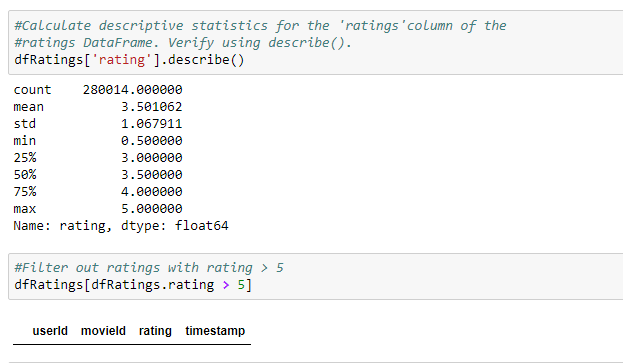 #Calculate descriptive statistics for the 'ratings'column of the
#ratings DataFrame. Verify using describe().
dfRatings['rating'].describe()
count    280014.000000
mean          3.501062
std           1.067911
min           0.500000
25%           3.000000
50%           3.500000
75%           4.000000
max           5.000000
Name: rating, dtype: float64
#Filter out ratings with rating > 5
dfRatings[dfRatings.rating > 5]
userId movieId rating timestamp